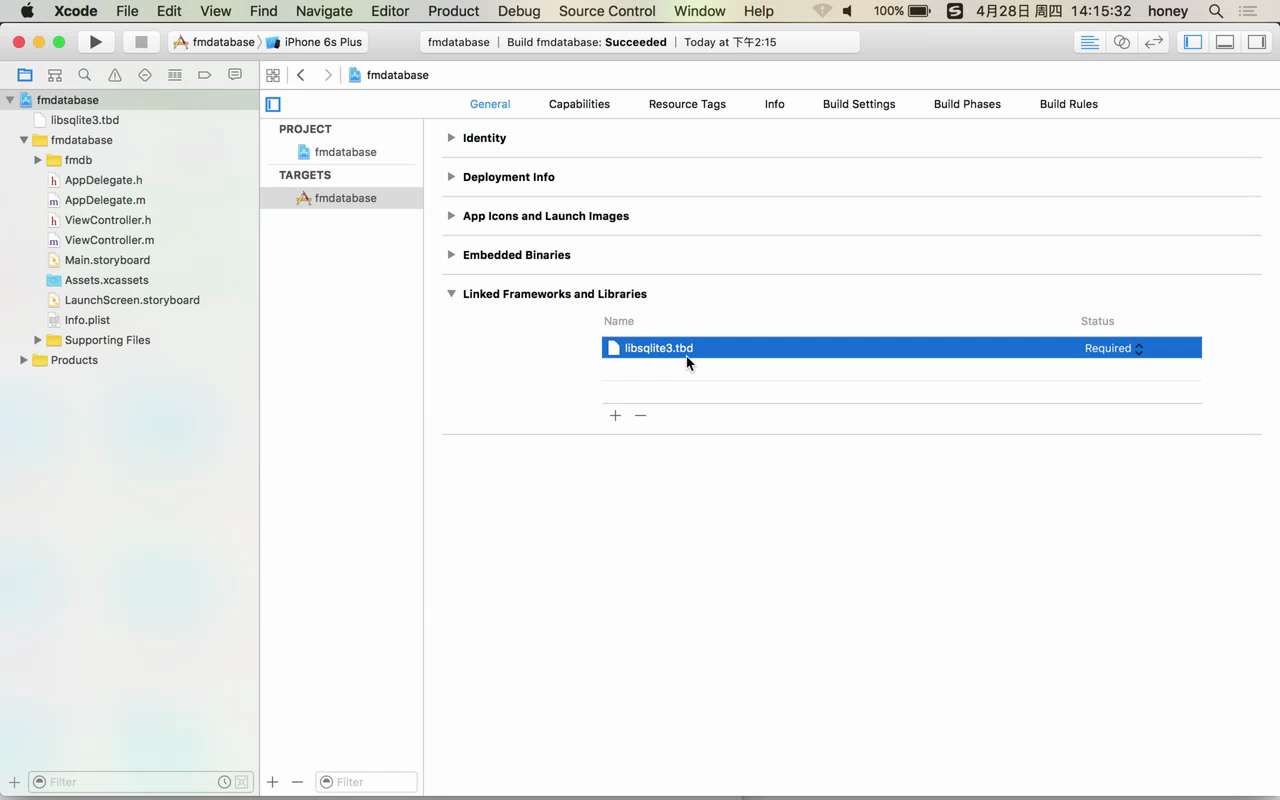 Xcode File Edit View Find Navigate Editor Product Debug Source Control Window Help 100% S 4月28日 周四 14:15:32 honey
fmdatabase iPhone 6s Plus fmdatabase | Build fmdatabase: Succeeded | Today at 下午2:15
fmdatabase
General Capabilities Resource Tags Info Build Settings Build Phases Build Rules
fmdatabase
libsqlite3.tbd
fmdatabase
fmdb
h AppDelegate.h
m AppDelegate.m
h ViewController.h
m ViewController.m
Main.storyboard
Assets.xcassets
LaunchScreen.storyboard
Info.plist
Supporting Files
Products
Filter
PROJECT
fmdatabase
TARGETS
fmdatabase
Filter
Identity
Deployment Info
App Icons and Launch Images
Embedded Binaries
Linked Frameworks and Libraries
Name Status
libsqlite3.tbd Required